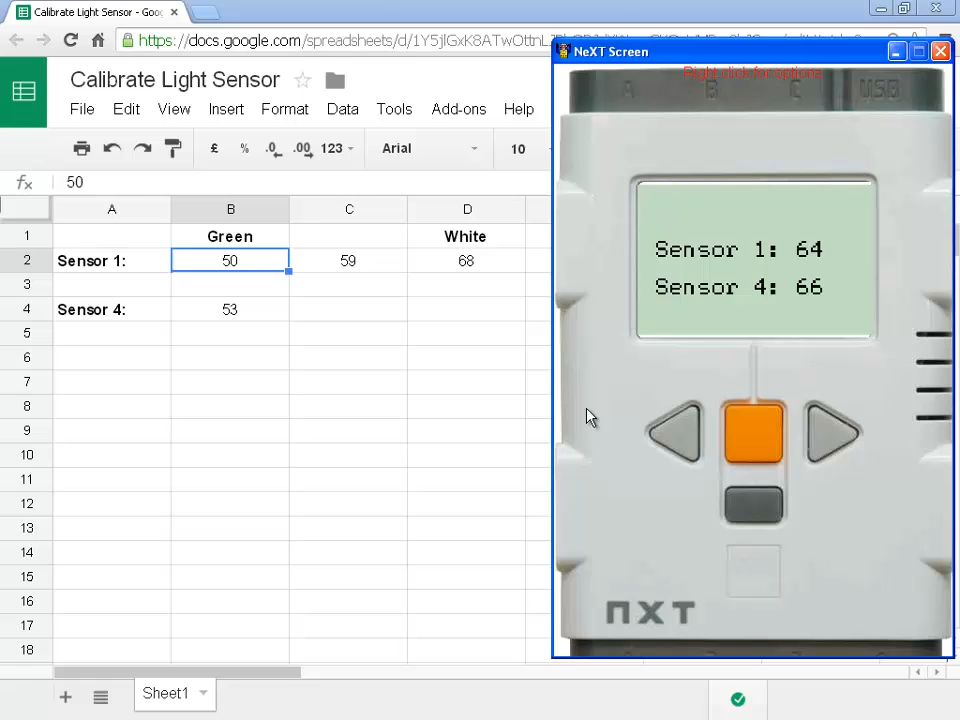 Calibrate Light Sensor - Goo
https://docs.google.com/spreadsheets/d/1Y5jlGxK8ATwOttnL
Calibrate Light Sensor
File Edit View Insert Format Data Tools Add-ons Help
£ % .0 .00 123 Arial 10
fx 50
A B C D
1 Green White
2 Sensor 1: 50 59 68
3
4 Sensor 4: 53
5
6
7
8
9
10
11
12
13
14
15
16
17
18
Sheet1
NeXT Screen
Right click for options
A B C USB
Sensor 1: 64
Sensor 4: 66
NXT